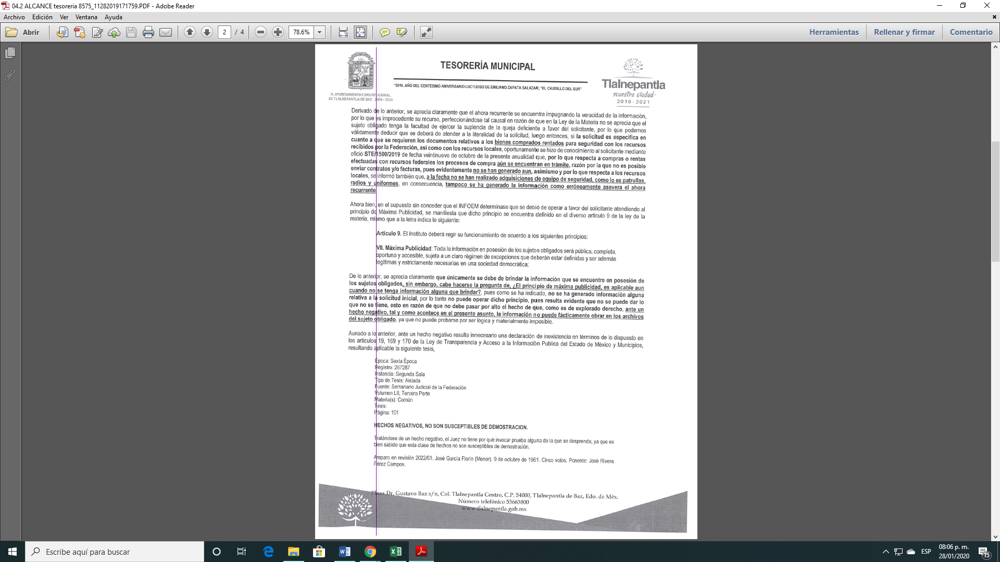 04.2 ALCANCE tesoreria 8575_11282019171759.PDF - Adobe Reader
Archivo Edición Ver Ventana Ayuda
Abrir 2 / 4 78.6% Herramientas Rellenar y firmar Comentario
TESORERÍA MUNICIPAL
"2019. AÑO DEL CENTÉSIMO ANIVERSARIO LUCTUOSO DE EMILIANO ZAPATA SALAZAR, "EL CAUDILLO DEL SUR"
H. AYUNTAMIENTO CONSTITUCIONAL
DE TLALNEPANTLA DE BAZ 2019 - 2021
Tlalnepantla
nuestra ciudad
2019 - 2021
Derivado de lo anterior, se aprecia claramente que el ahora recurrente se encuentra impugnando la veracidad de la información,
por lo que es improcedente su recurso, perfeccionándose tal causal en razón de que en la Ley de la Materia no se aprecia que el
sujeto obligado tenga la facultad de ejercer la suplencia de la queja deficiente a favor del solicitante, por lo que podemos
válidamente deducir que se deberá de atender a la literalidad de la solicitud, luego entonces, si la solicitud es especifica en
cuanto a que se requieren los documentos relativos a los bienes comprados rentados para seguridad con los recursos
recibidos por la Federación, así como con los recursos locales, oportunamente se hizo de conocimiento al solicitante mediante
oficio STE/1500/2019 de fecha veintinueve de octubre de la presente anualidad que, por lo que respecta a compras o rentas
efectuadas con recursos federales los procesos de compra aún se encuentran en trámite, razón por la que no es posible
enviar contratos y/o facturas, pues evidentemente no se han generado aun, asimismo y por lo que respecta a los recursos
locales, se informó también que, a la fecha no se han realizado adquisiciones de equipo de seguridad, como lo es patrullas,
radios y uniformes, en consecuencia, tampoco se ha generado la información como erróneamente asevera el ahora
recurrente
Ahora bien, en el supuesto sin conceder que el INFOEM determinase que se debió de operar a favor del solicitante atendiendo al
principio de Máxima Publicidad, se manifiesta que dicho principio se encuentra definido en el diverso artículo 9 de la ley de la
materia, mismo que a la letra indica lo siguiente:
Artículo 9. El Instituto deberá regir su funcionamiento de acuerdo a los siguientes principios:
VII. Máxima Publicidad: Toda la información en posesión de los sujetos obligados será pública, completa,
oportuna y accesible, sujeta a un claro régimen de excepciones que deberán estar definidas y ser además
legítimas y estrictamente necesarias en una sociedad democrática;
De lo anterior, se aprecia claramente que únicamente se debe de brindar la información que se encuentre en posesión de
los sujetos obligados, sin embargo, cabe hacerse la pregunta de, ¿El principio de máxima publicidad, es aplicable aun
cuando no se tenga información alguna que brindar?, pues como se ha indicado, no se ha generado información alguna
relativa a la solicitud inicial, por lo tanto no puede operar dicho principio, pues resulta evidente que no se puede dar lo
que no se tiene, esto en razón de que no debe pasar por alto el hecho de que, como es de explorado derecho, ante un
hecho negativo, tal y como acontece en el presente asunto, la información no puede fácticamente obrar en los archivos
del sujeto obligado, ya que no puede probarse por ser lógica y materialmente imposible.
Aunado a lo anterior, ante un hecho negativo resulta innecesario una declaración de inexistencia en términos de lo dispuesto en
los artículos 19, 169 y 170 de la Ley de Transparencia y Acceso a la Información Publica del Estado de México y Municipios,
resultando aplicable la siguiente tesis,
Época: Sexta Época
Registro: 267287
Instancia: Segunda Sala
Tipo de Tesis: Aislada
Fuente: Semanario Judicial de la Federación
Volumen LII, Tercera Parte
Materia(s): Común
Tesis:
Página: 101
HECHOS NEGATIVOS, NO SON SUSCEPTIBLES DE DEMOSTRACION.
Tratándose de un hecho negativo, el Juez no tiene por qué invocar prueba alguna de la que se desprenda, ya que es
bien sabido que esta clase de hechos no son susceptibles de demostración.
Amparo en revisión 2022/61. José García Florín (Menor). 9 de octubre de 1961. Cinco votos. Ponente: José Rivera
Pérez Campos.
Plaza Dr. Gustavo Baz s/n, Col. Tlalnepantla Centro, C.P. 54000, Tlalnepantla de Baz, Edo. de Méx.
Número telefónico 53663800
www.tlalnepantla.gob.mx
Escribe aquí para buscar
ESP
08:06 p. m.
28/01/2020
15